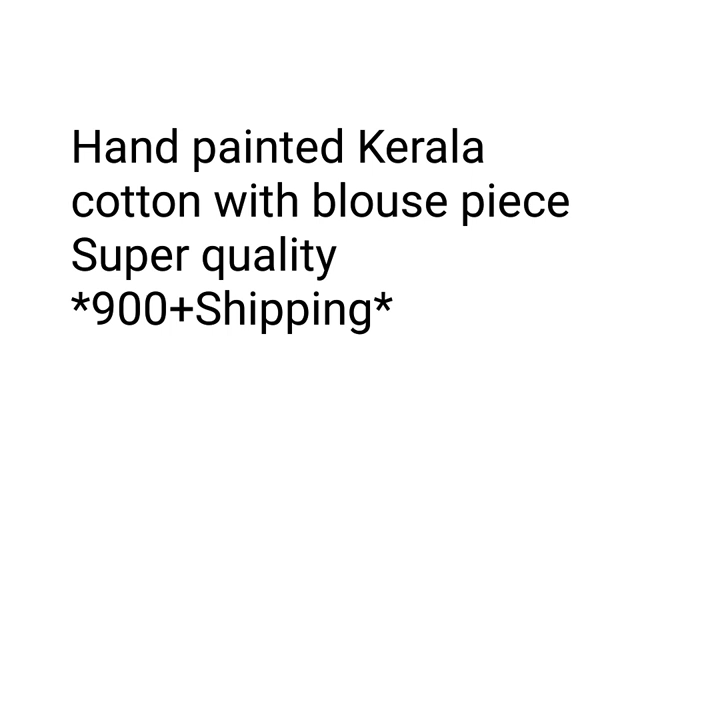 Hand painted Kerala
cotton with blouse piece
Super quality
*900+Shipping*